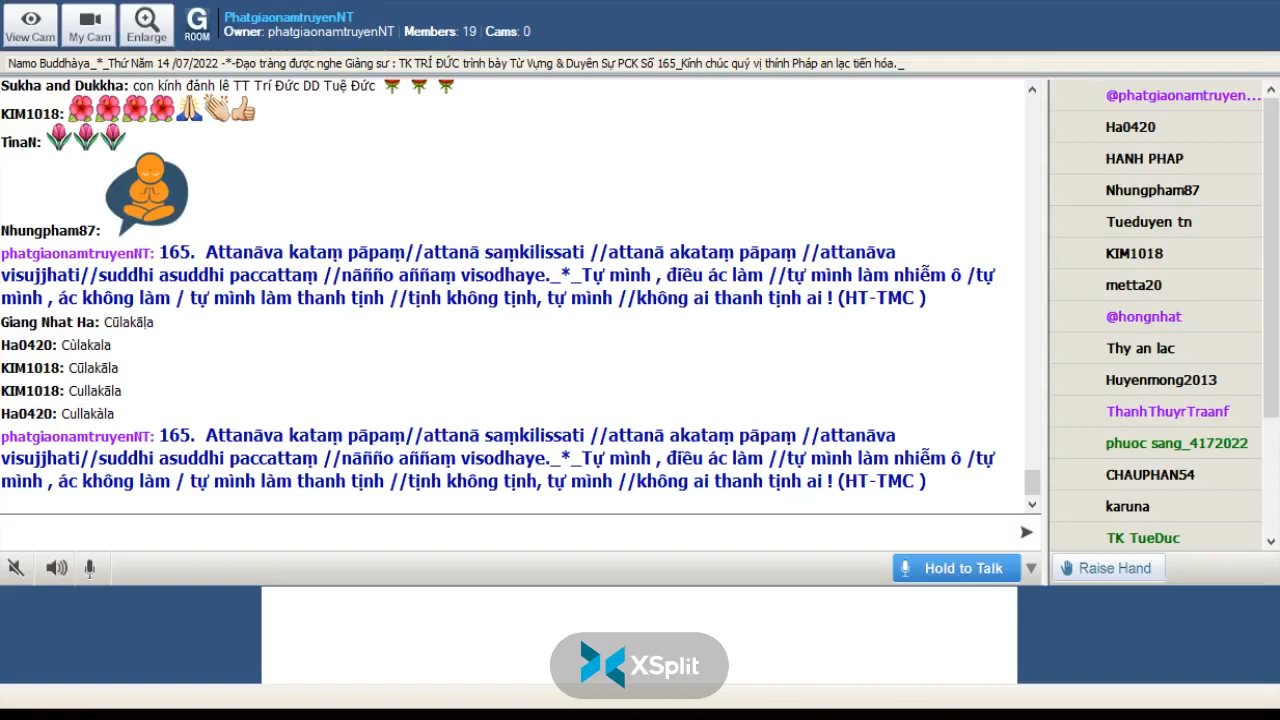 View Cam
My Cam
Enlarge
G
ROOM
PhatgiaonamtruyenNT
Owner: phatgiaonamtruyenNT | Members: 19 | Cams: 0
Namo Buddhàya_*_Thứ Năm 14 /07/2022 -*-Đạo tràng được nghe Giảng sư : TK TRÍ ĐỨC trình bày Từ Vựng & Duyên Sự PCK Số 165_Kính chúc quý vị thính Pháp an lạc tiến hóa._
Sukha and Dukkha: con kính đảnh lê TT Trí Đức DD Tuệ Đức
KIM1018:
TinaN:
Nhungpham87:
phatgiaonamtruyenNT: 165. Attanāva kataṃ pāpaṃ//attanā saṃkilissati //attanā akataṃ pāpaṃ //attanāva
visujjhati//suddhi asuddhi paccattaṃ //nāñño aññaṃ visodhaye._*_Tự mình , điều ác làm //tự mình làm nhiễm ô /tự
mình , ác không làm / tự mình làm thanh tịnh //tịnh không tịnh, tự mình //không ai thanh tịnh ai ! (HT-TMC )
Giang Nhat Ha: Cūlakāḷa
Ha0420: Cùlakala
KIM1018: Cūlakāla
KIM1018: Cullakāla
Ha0420: Cullakàla
phatgiaonamtruyenNT: 165. Attanāva kataṃ pāpaṃ//attanā saṃkilissati //attanā akataṃ pāpaṃ //attanāva
visujjhati//suddhi asuddhi paccattaṃ //nāñño aññaṃ visodhaye._*_Tự mình , điều ác làm //tự mình làm nhiễm ô /tự
mình , ác không làm / tự mình làm thanh tịnh //tịnh không tịnh, tự mình //không ai thanh tịnh ai ! (HT-TMC )
@phatgiaonamtruyen...
Ha0420
HANH PHAP
Nhungpham87
Tueduyen tn
KIM1018
metta20
@hongnhat
Thy an lac
Huyenmong2013
ThanhThuyrTraanf
phuoc sang_4172022
CHAUPHAN54
karuna
TK TueDuc
Hold to Talk
Raise Hand
XSplit